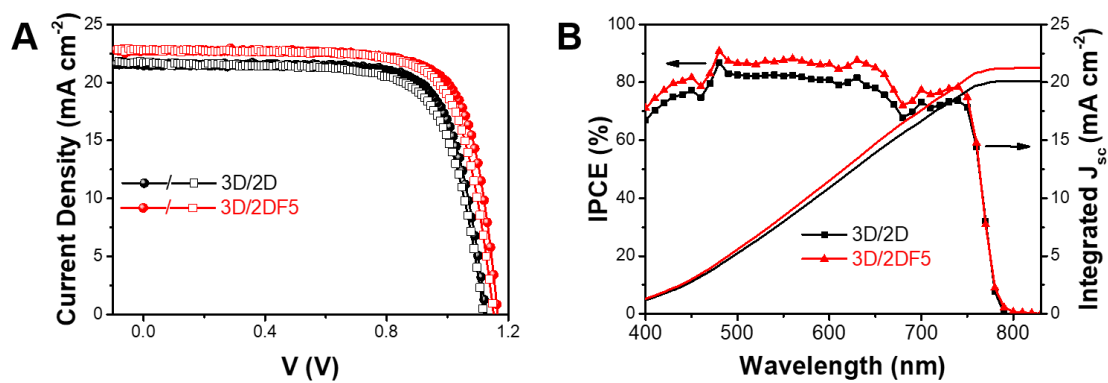 A
Current Density (mA cm-2)
25
20
15
10
5
0
3D/2D
3D/2DF5
0.0
0.4
0.8
1.2
V (V)
B
IPCE (%)
100
80
60
40
20
0
3D/2D
3D/2DF5
400
500
600
700
800
Wavelength (nm)
30
25
20
15
10
5
0
Integrated Jsc (mA cm-2)